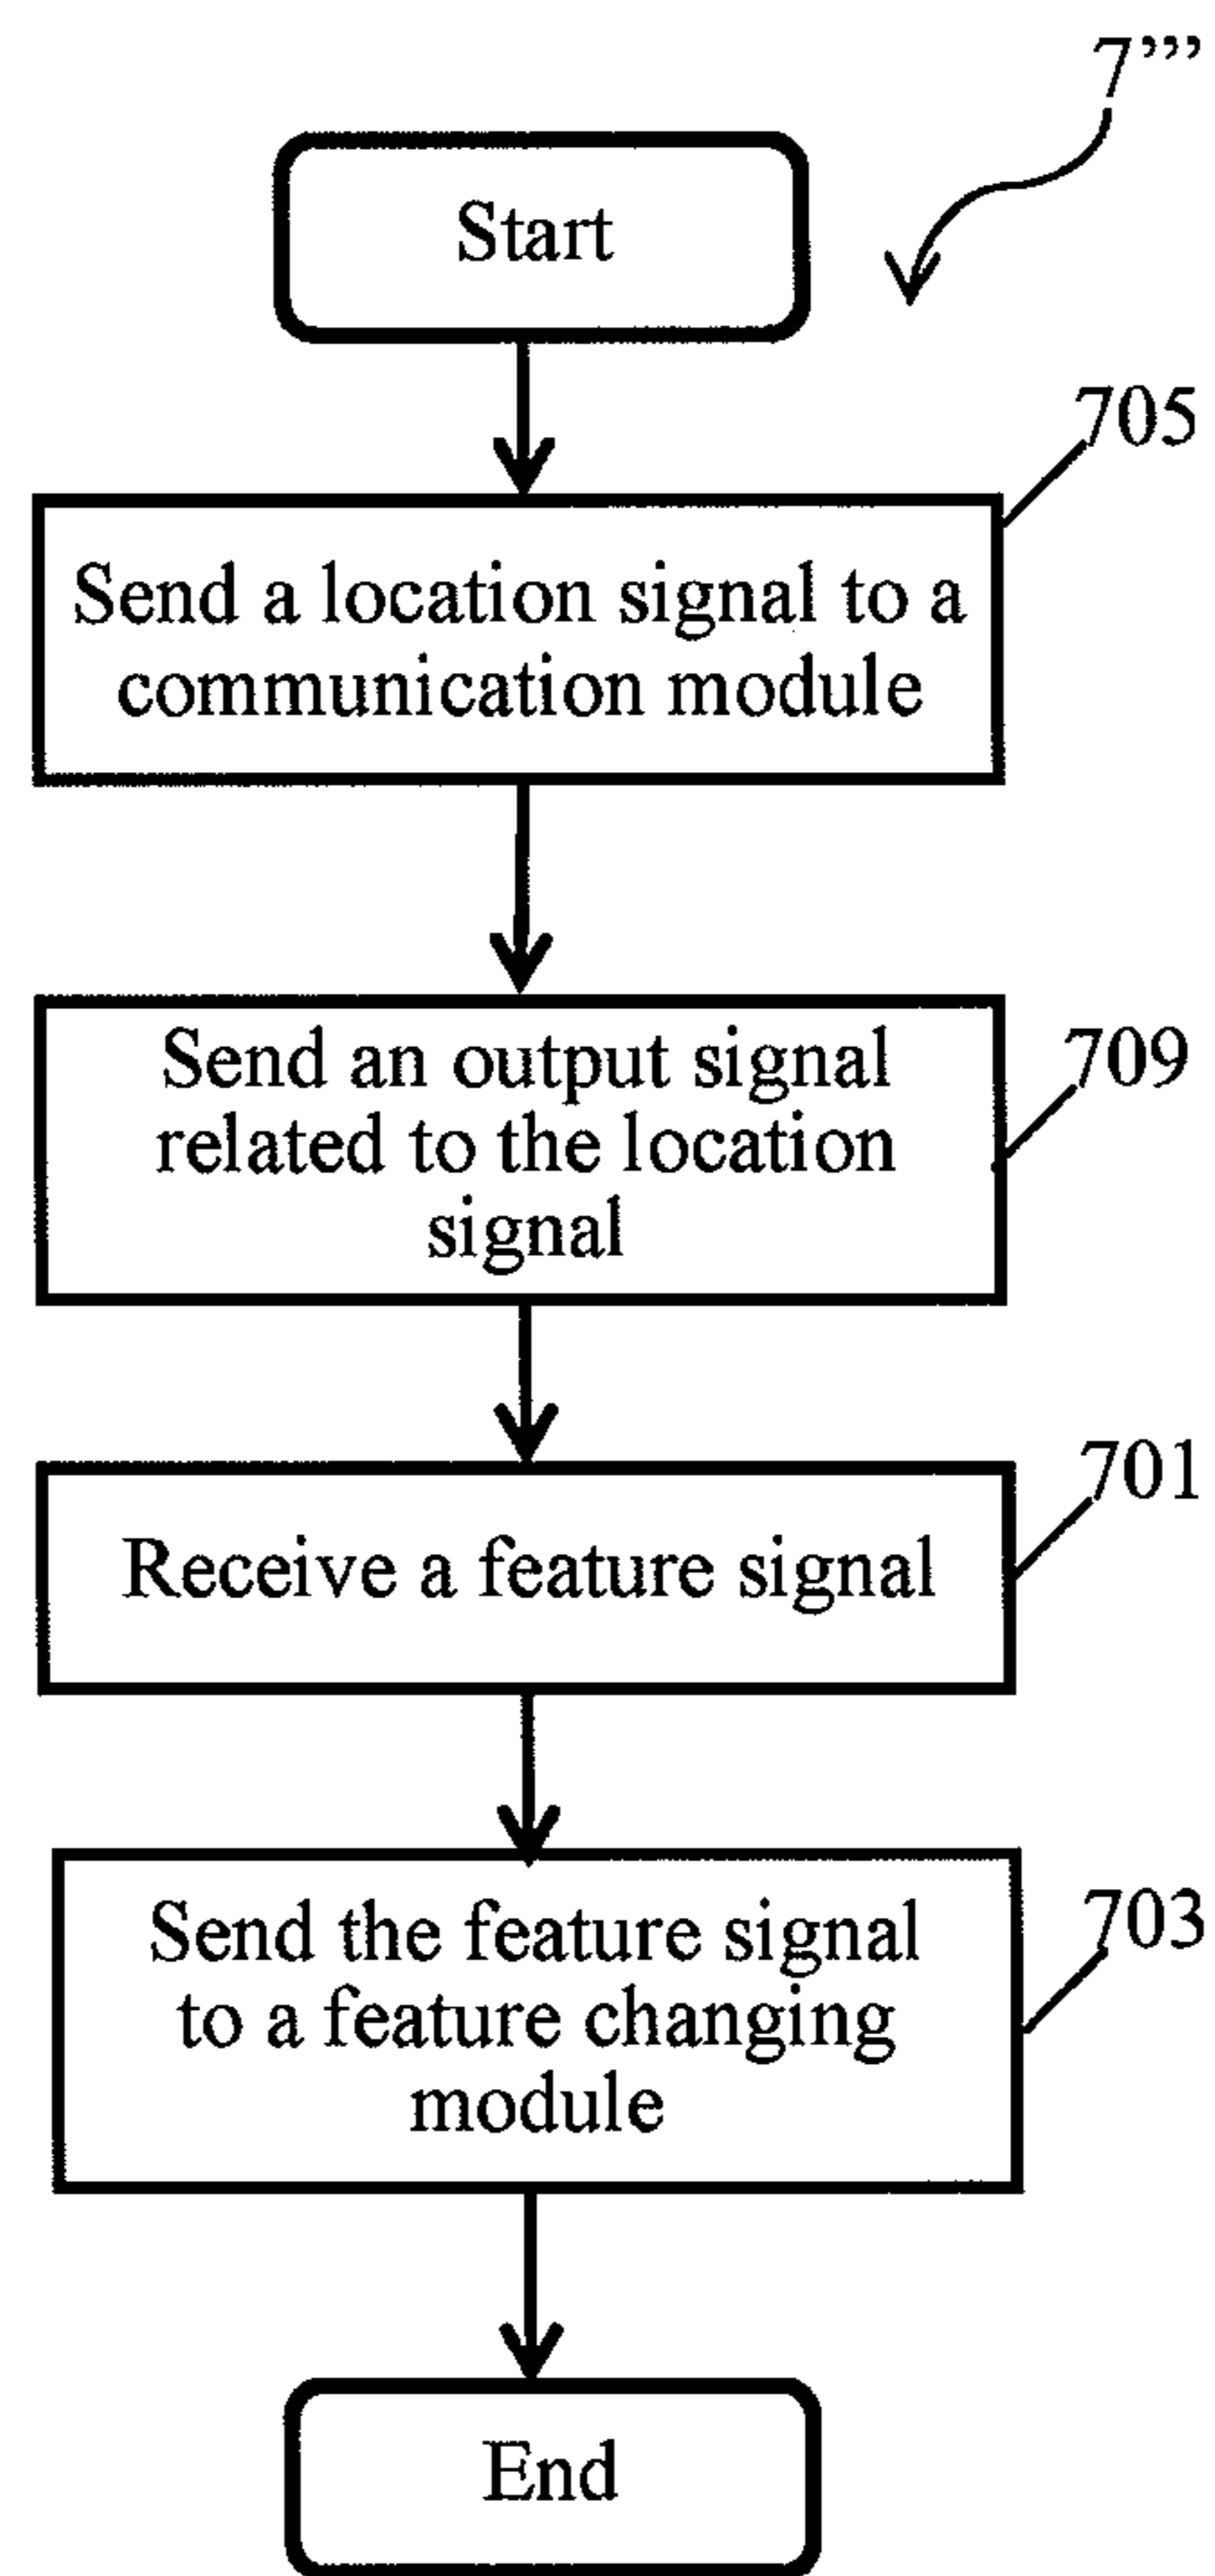 7’’’
Start
705
Send a location signal to a
communication module
709
Send an output signal
related to the location
signal
701
Receive a feature signal
703
Send the feature signal
to a feature changing
module
End